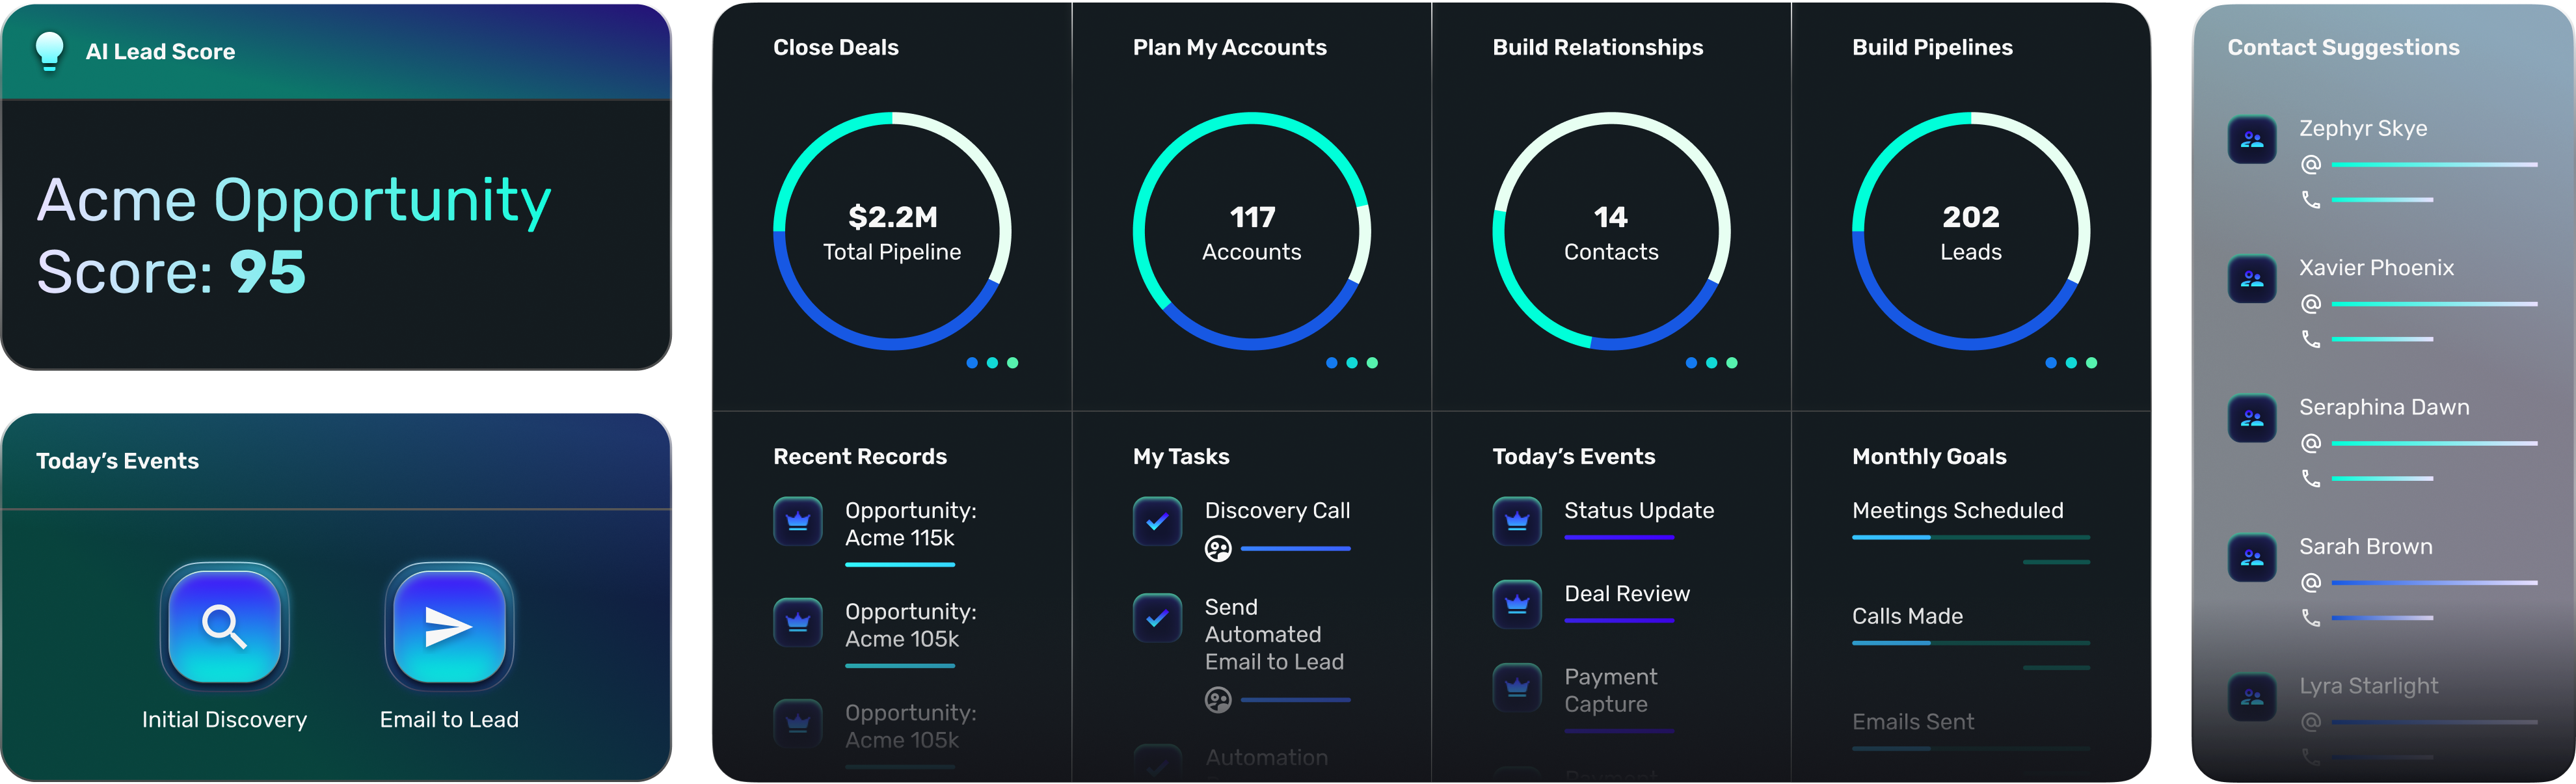 AI Lead Score
Acme Opportunity
Score: 95
Today’s Events
Initial Discovery
Email to Lead
Close Deals
$2.2M
Total Pipeline
Plan My Accounts
117
Accounts
Build Relationships
14
Contacts
Build Pipelines
202
Leads
Recent Records
Opportunity:
Acme 115k
Opportunity:
Acme 105k
Opportunity:
Acme 105k
My Tasks
Discovery Call
Send
Automated
Email to Lead
Automation
Today’s Events
Status Update
Deal Review
Payment
Capture
Payment
Monthly Goals
Meetings Scheduled
Calls Made
Emails Sent
Contact Suggestions
Zephyr Skye
@
Xavier Phoenix
@
Seraphina Dawn
@
Sarah Brown
@
Lyra Starlight
@